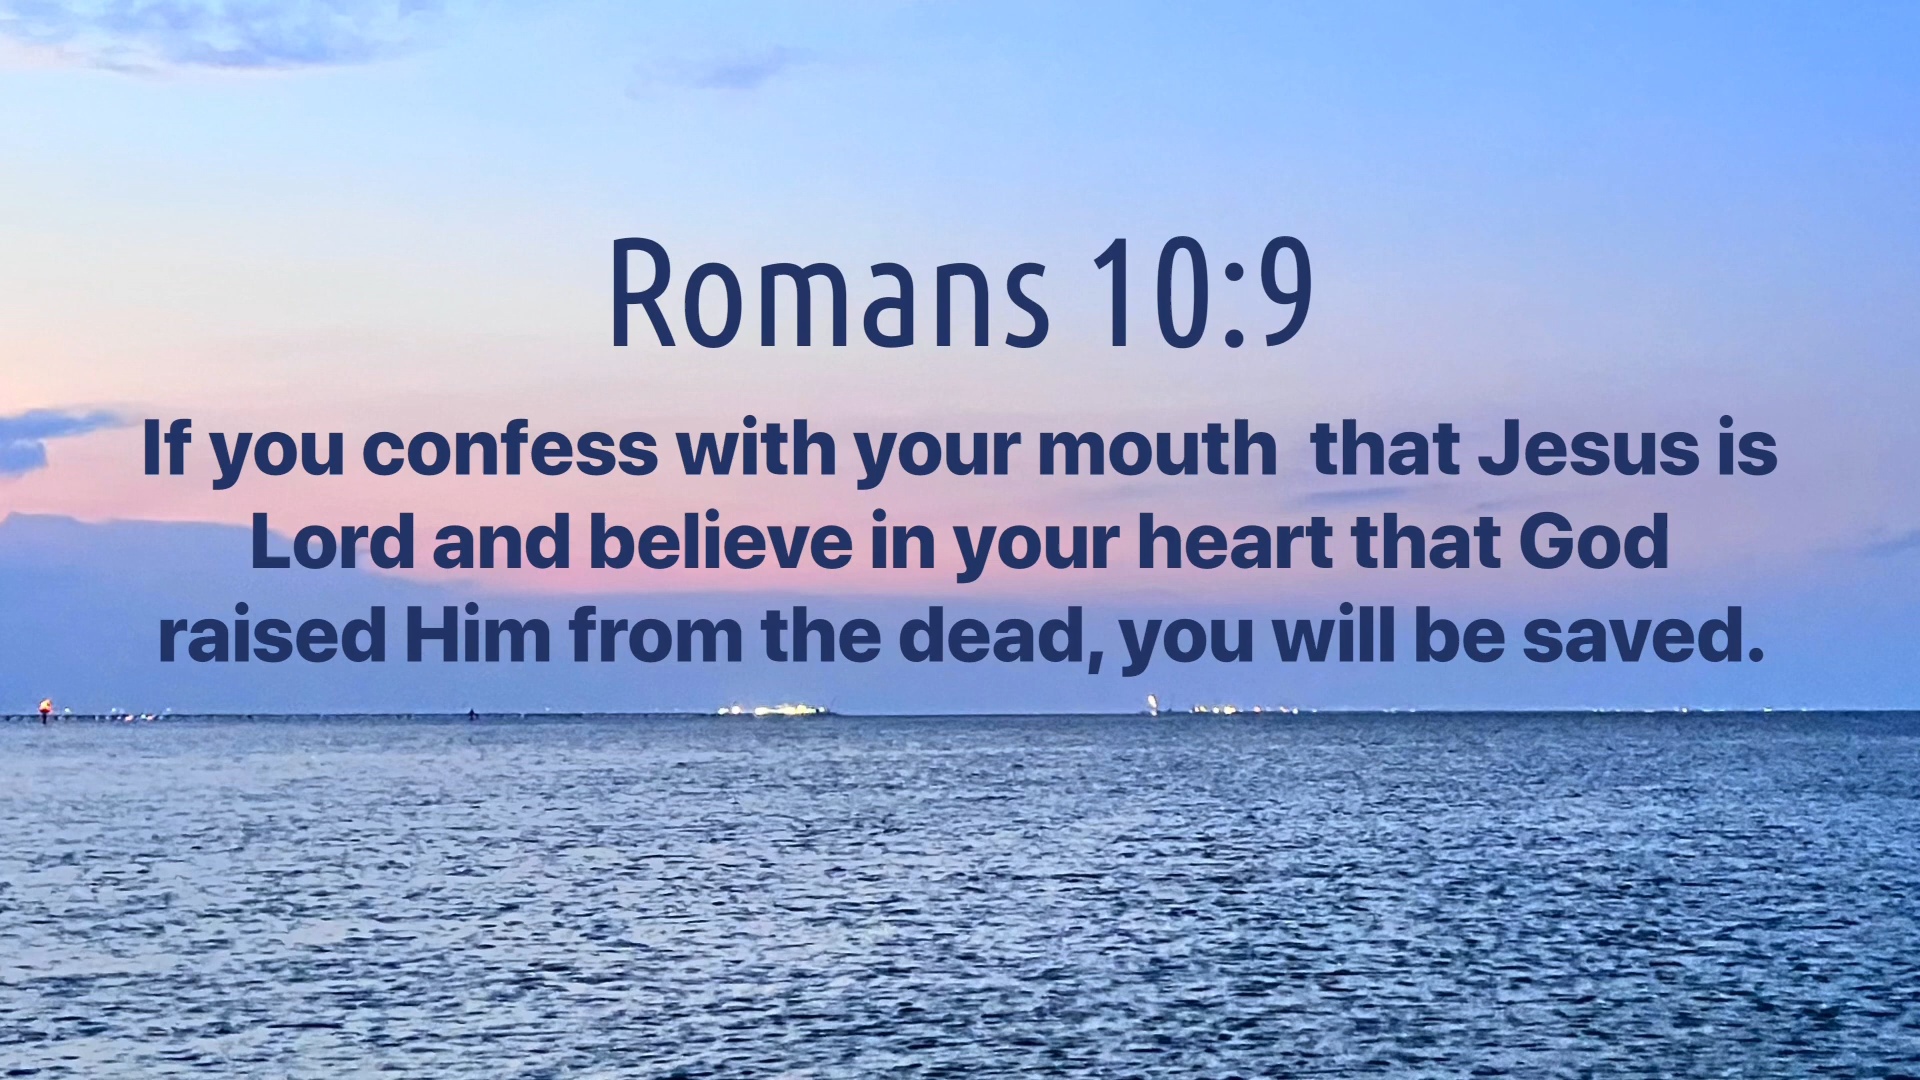 Romans 10:9
If you confess with your mouth  that Jesus is
Lord and believe in your heart that God
raised Him from the dead, you will be saved.